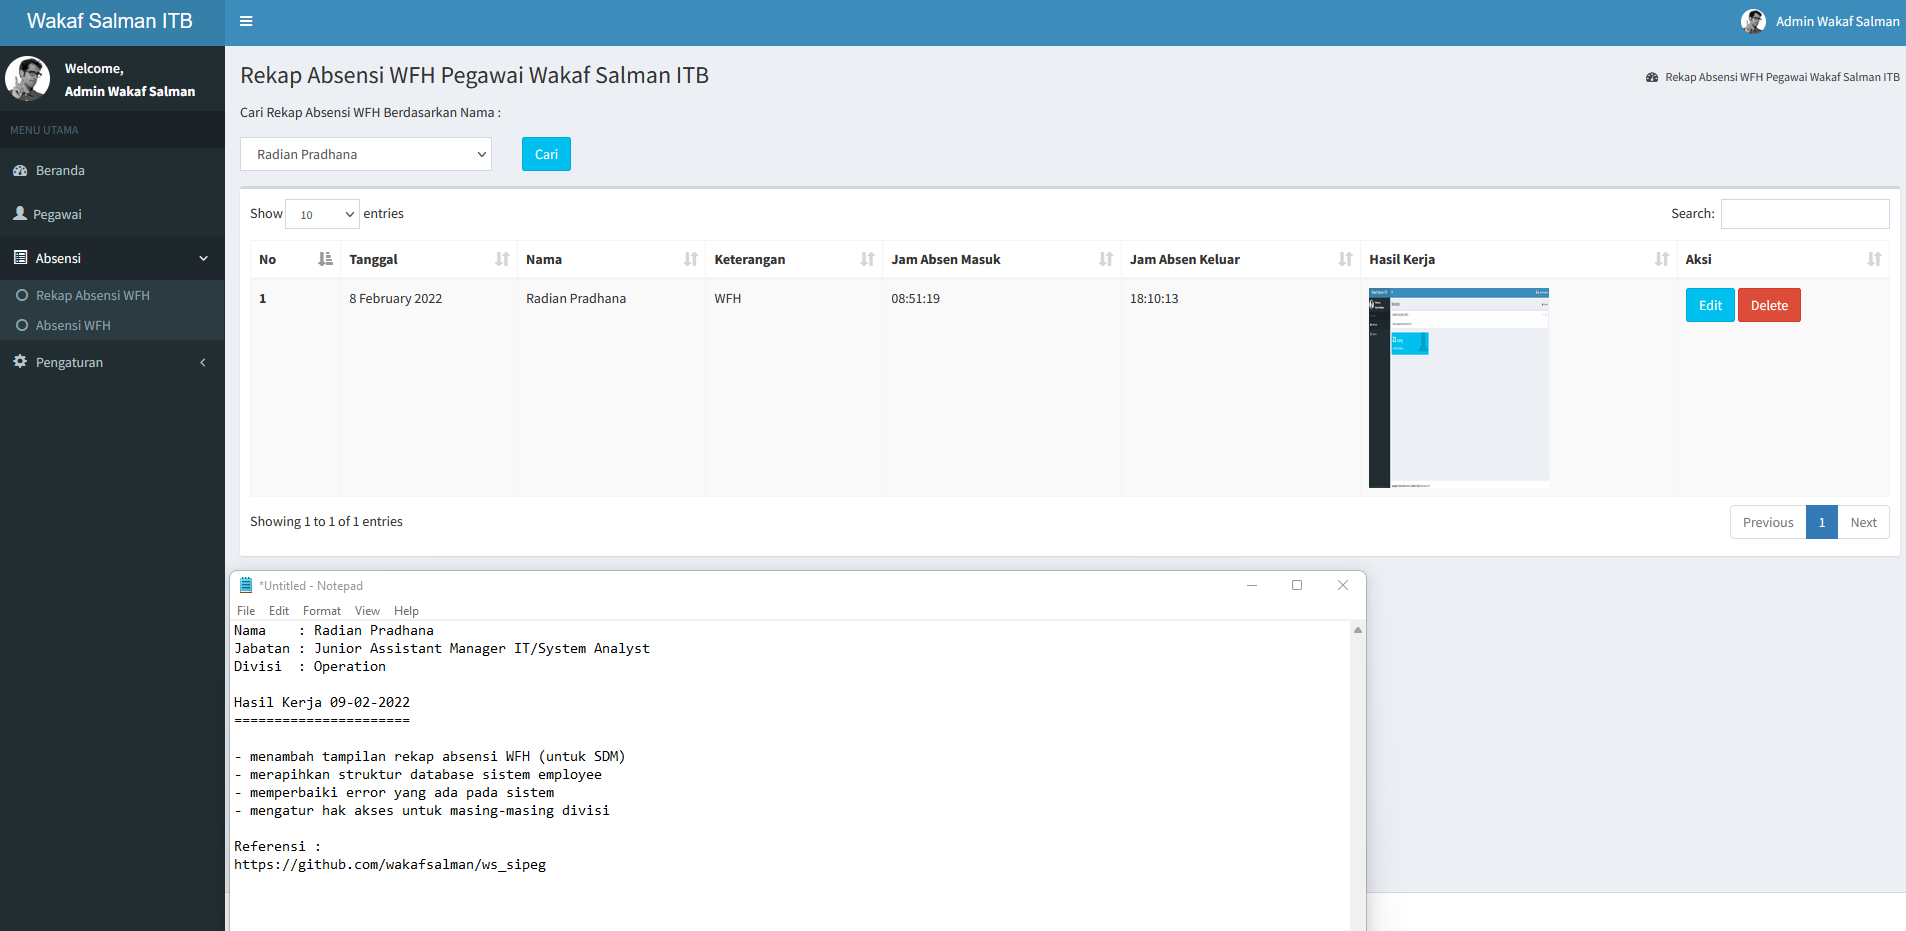 Wakaf Salman ITB
Admin Wakaf Salman
Welcome,
Admin Wakaf Salman
MENU UTAMA
Beranda
Pegawai
Absensi
Rekap Absensi WFH
Absensi WFH
Pengaturan
Rekap Absensi WFH Pegawai Wakaf Salman ITB
Rekap Absensi WFH Pegawai Wakaf Salman ITB
Cari Rekap Absensi WFH Berdasarkan Nama :
Radian Pradhana
Cari
Show 10 entries
Search:
No Tanggal Nama Keterangan Jam Absen Masuk Jam Absen Keluar Hasil Kerja Aksi
1 8 February 2022 Radian Pradhana WFH 08:51:19 18:10:13 Edit Delete
Showing 1 to 1 of 1 entries
Previous 1 Next
*Untitled - Notepad
File Edit Format View Help
Nama    : Radian Pradhana
Jabatan : Junior Assistant Manager IT/System Analyst
Divisi  : Operation
Hasil Kerja 09-02-2022
======================
- menambah tampilan rekap absensi WFH (untuk SDM)
- merapihkan struktur database sistem employee
- memperbaiki error yang ada pada sistem
- mengatur hak akses untuk masing-masing divisi
Referensi :
https://github.com/wakafsalman/ws_sipeg